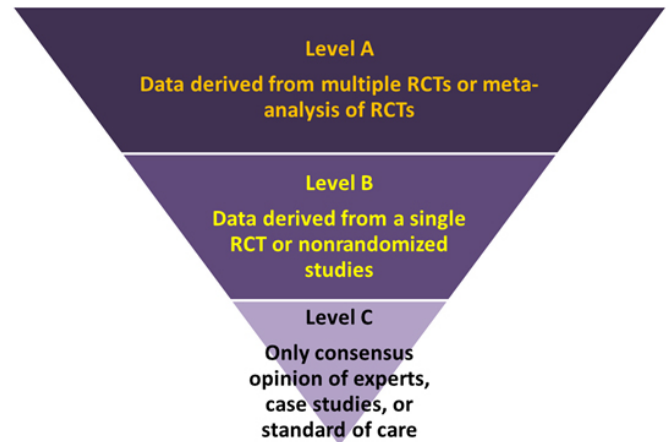 Level A
Data derived from multiple RCTs or meta-
analysis of RCTs
Level B
Data derived from a single
RCT or nonrandomized
studies
Level C
Only consensus
opinion of experts,
case studies, or
standard of care